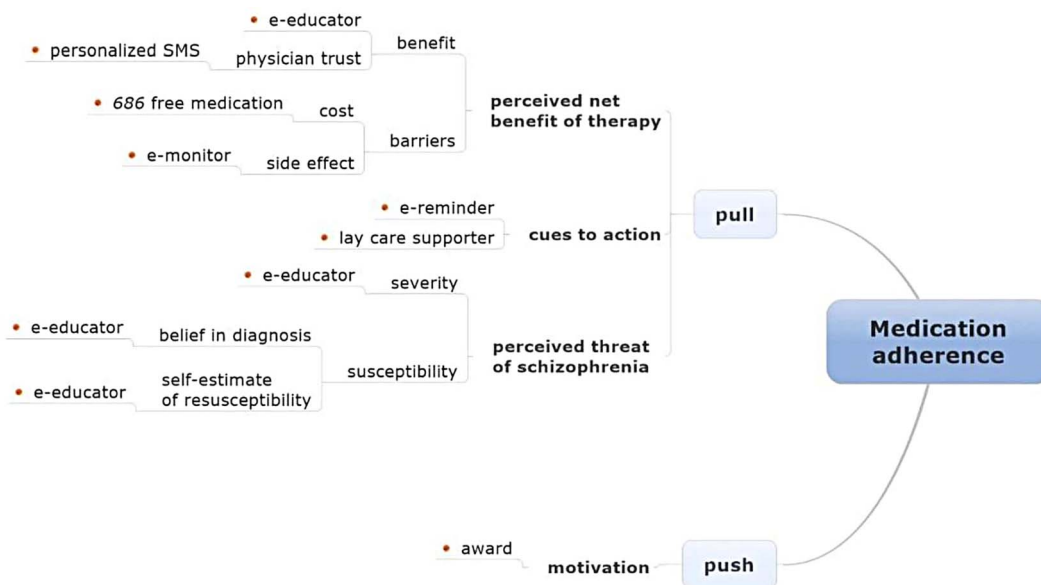 e-educator
benefit
personalized SMS
physician trust
686 free medication
cost
perceived net
benefit of therapy
barriers
e-monitor
side effect
e-reminder
pull
lay care supporter
cues to action
e-educator
severity
e-educator
belief in diagnosis
Medication
adherence
perceived threat
of schizophrenia
susceptibility
e-educator
self-estimate
of resusceptibility
award
motivation
push